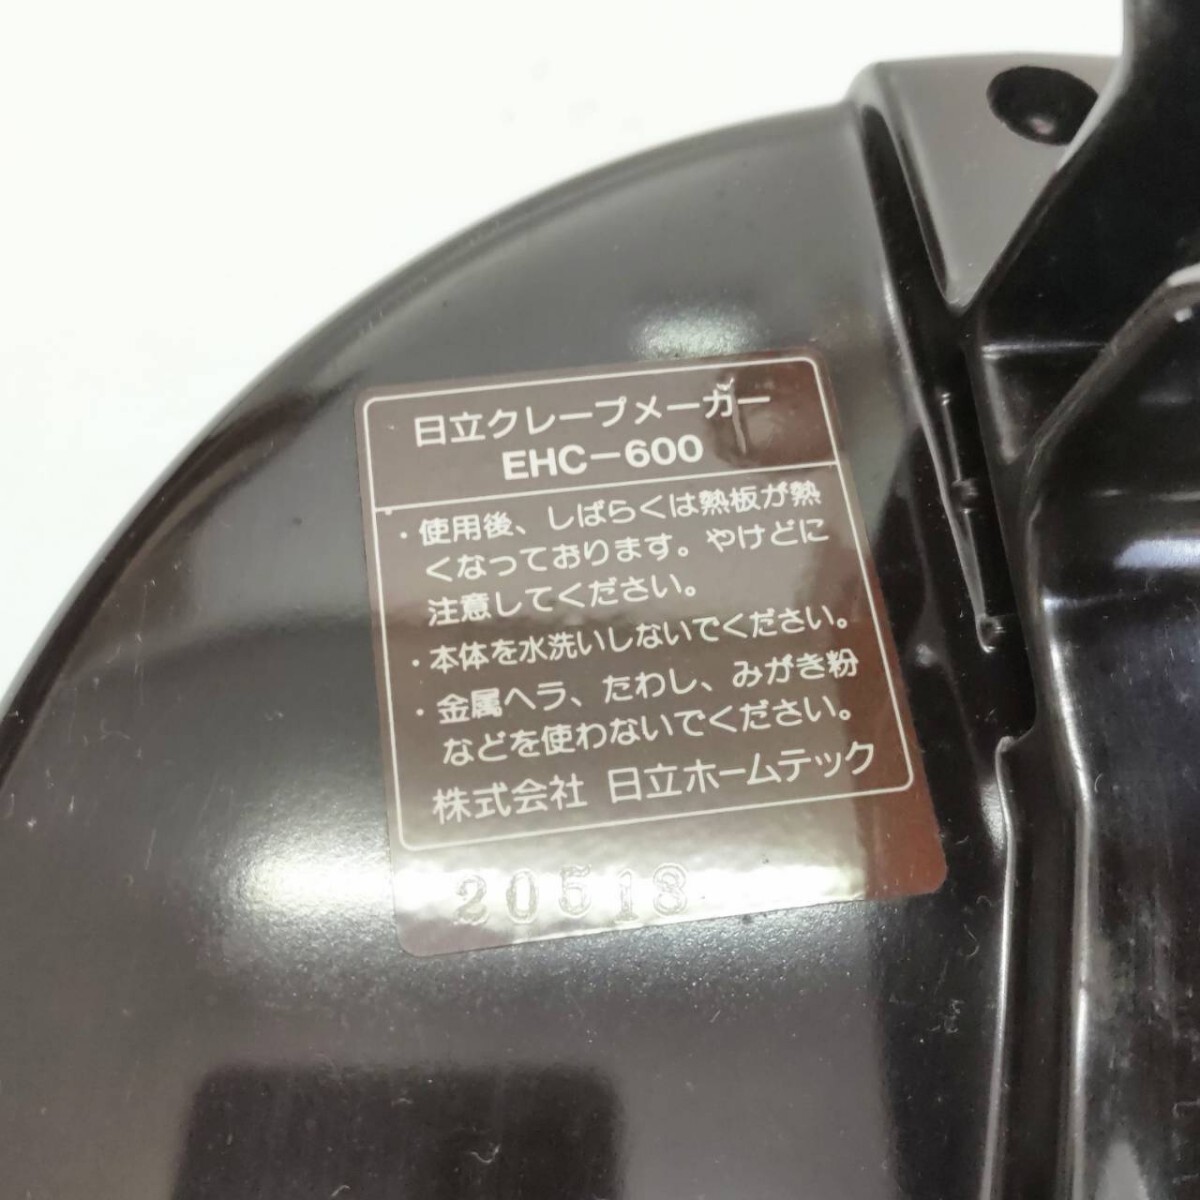 日立クレープメーカー
EHC-600
・使用後、しばらくは熱板が熱
くなっております。やけどに
注意してください。
・本体を水洗いしないでください。
・金属ヘラ、たわし、みがき粉
などを使わないでください。
株式会社 日立ホームテック
20513